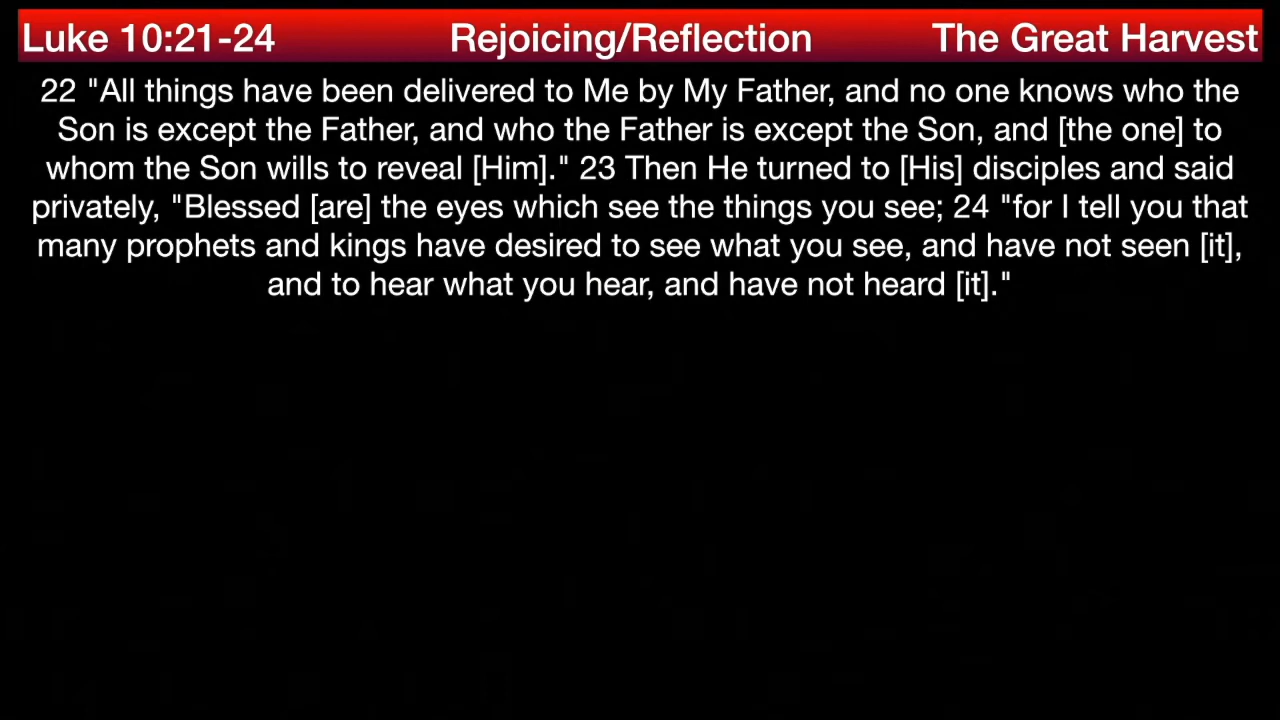 Luke 10:21-24 Rejoicing/Reflection The Great Harvest
22 "All things have been delivered to Me by My Father, and no one knows who the
Son is except the Father, and who the Father is except the Son, and [the one] to
whom the Son wills to reveal [Him]." 23 Then He turned to [His] disciples and said
privately, "Blessed [are] the eyes which see the things you see; 24 "for I tell you that
many prophets and kings have desired to see what you see, and have not seen [it],
and to hear what you hear, and have not heard [it]."